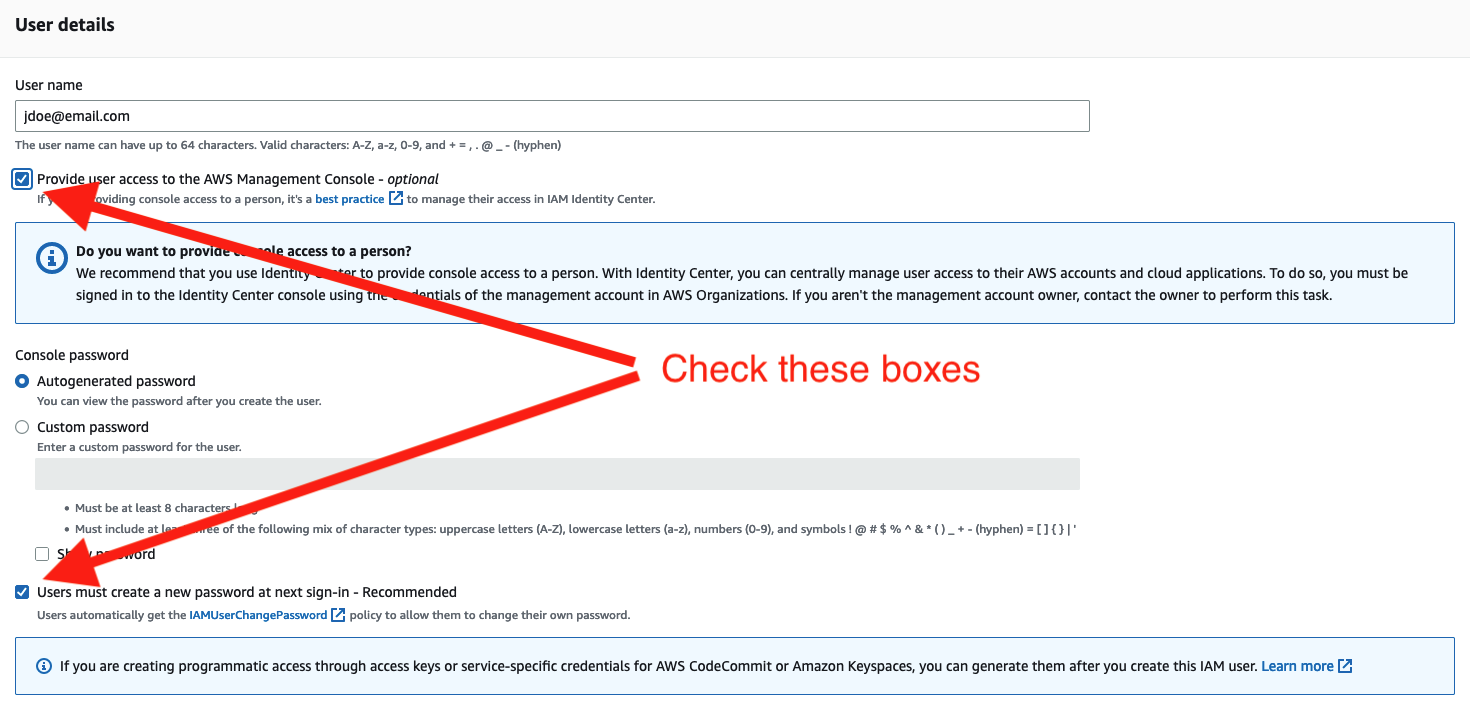 User details
User name
jdoe@email.com
The user name can have up to 64 characters. Valid characters: A-Z, a-z, 0-9, and + = , . @ _ - (hyphen)
Provide user access to the AWS Management Console - optional
If providing console access to a person, it's a best practice to manage their access in IAM Identity Center.
Do you want to provide console access to a person?
We recommend that you use Identity Center to provide console access to a person. With Identity Center, you can centrally manage user access to their AWS accounts and cloud applications. To do so, you must be
signed in to the Identity Center console using the credentials of the management account in AWS Organizations. If you aren't the management account owner, contact the owner to perform this task.
Console password
Check these boxes
Autogenerated password
You can view the password after you create the user.
Custom password
Enter a custom password for the user.
Must be at least 8 characters long
Must include at least three of the following mix of character types: uppercase letters (A-Z), lowercase letters (a-z), numbers (0-9), and symbols ! @ # $ % ^ & * ( ) _ + - (hyphen) = [ ] { } | '
Show password
Users must create a new password at next sign-in - Recommended
Users automatically get the IAMUserChangePassword policy to allow them to change their own password.
If you are creating programmatic access through access keys or service-specific credentials for AWS CodeCommit or Amazon Keyspaces, you can generate them after you create this IAM user. Learn more